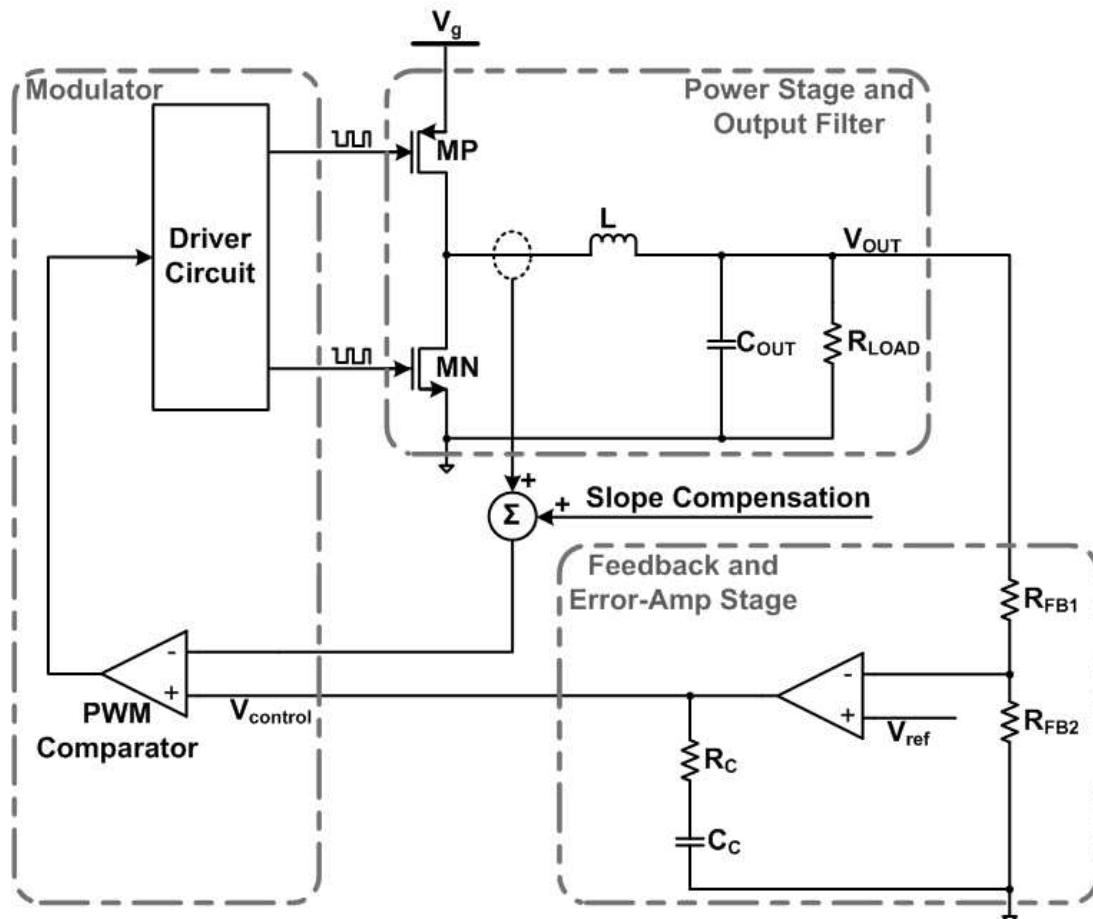 Vg
Modulator
Power Stage and
Output Filter
MP
Driver
Circuit
L
VOUT
MN
COUT
RLOAD
+
+
Slope Compensation
Σ
Feedback and
Error-Amp Stage
RFB1
-
+
PWM
Comparator
Vcontrol
-
+
Vref
RFB2
RC
CC